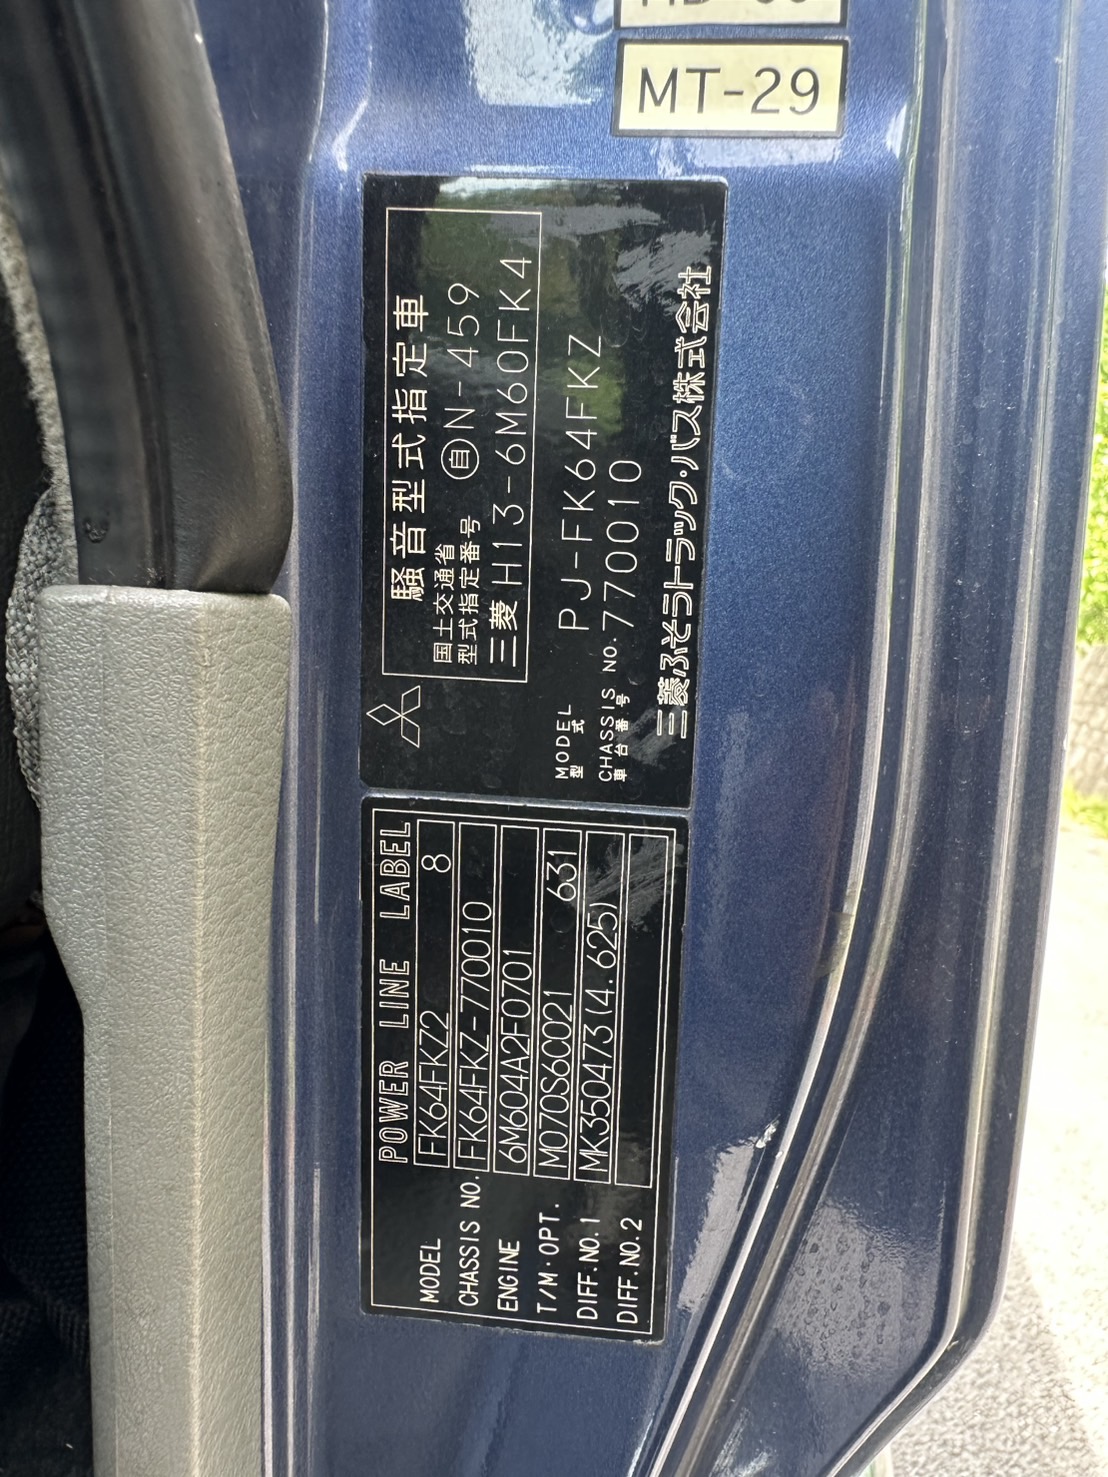 MT-29
騒音型式指定車
国土交通省
型式指定番号 自N-459
三菱 H13-6M60FK4
MODEL
型式 PJ-FK64FKZ
CHASSIS NO.
車台番号 770010
三菱ふそうトラック・バス株式会社
POWER LINE LABEL
MODEL FK64FKZ2 8
CHASSIS NO. FK64FKZ-770010
ENGINE 6M604A2F0701
T/M·OPT. M070S6C021 631
DIFF.NO.1 MK350473(4.625)
DIFF.NO.2